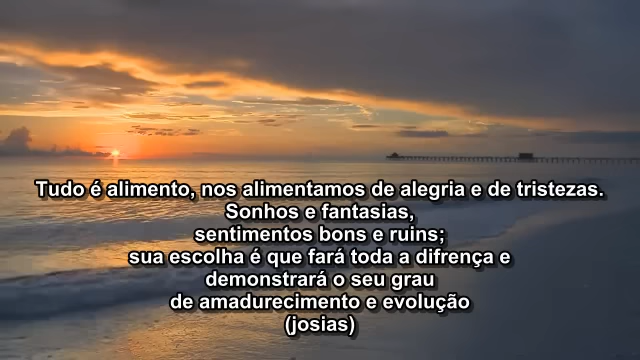 Tudo é alimento, nos alimentamos de alegria e de tristezas.
Sonhos e fantasias,
sentimentos bons e ruins;
sua escolha é que fará toda a difrença e
demonstrará o seu grau
de amadurecimento e evolução
(josias)